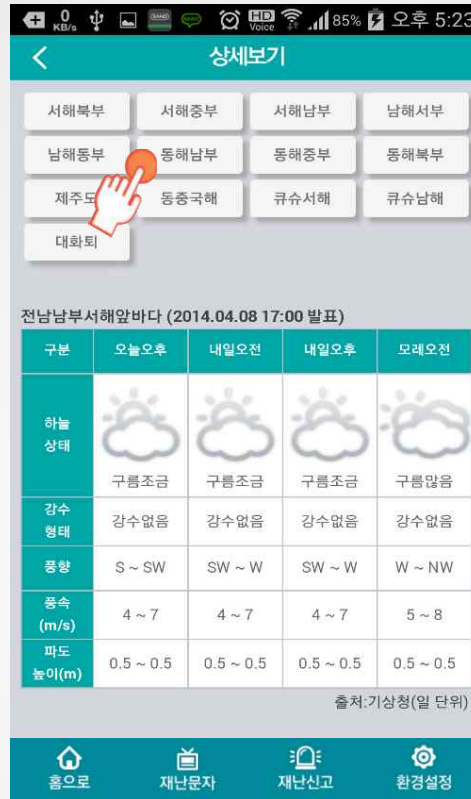 0 KB/s HD Voice 85% 오후 5:23
상세보기
서해북부 서해중부 서해남부 남해서부
남해동부 동해남부 동해중부 동해북부
제주도 동중국해 큐슈서해 큐슈남해
대화퇴
전남남부서해앞바다 (2014.04.08 17:00 발표)
구분 오늘오후 내일오전 내일오후 모레오전
하늘
상태
구름조금 구름조금 구름조금 구름많음
강수
형태 강수없음 강수없음 강수없음 강수없음
풍향 S ~ SW SW ~ W SW ~ W W ~ NW
풍속
(m/s) 4 ~ 7 4 ~ 7 4 ~ 7 5 ~ 8
파도
높이(m) 0.5 ~ 0.5 0.5 ~ 0.5 0.5 ~ 0.5 0.5 ~ 0.5
출처:기상청(일 단위)
홈으로 재난문자 재난신고 환경설정